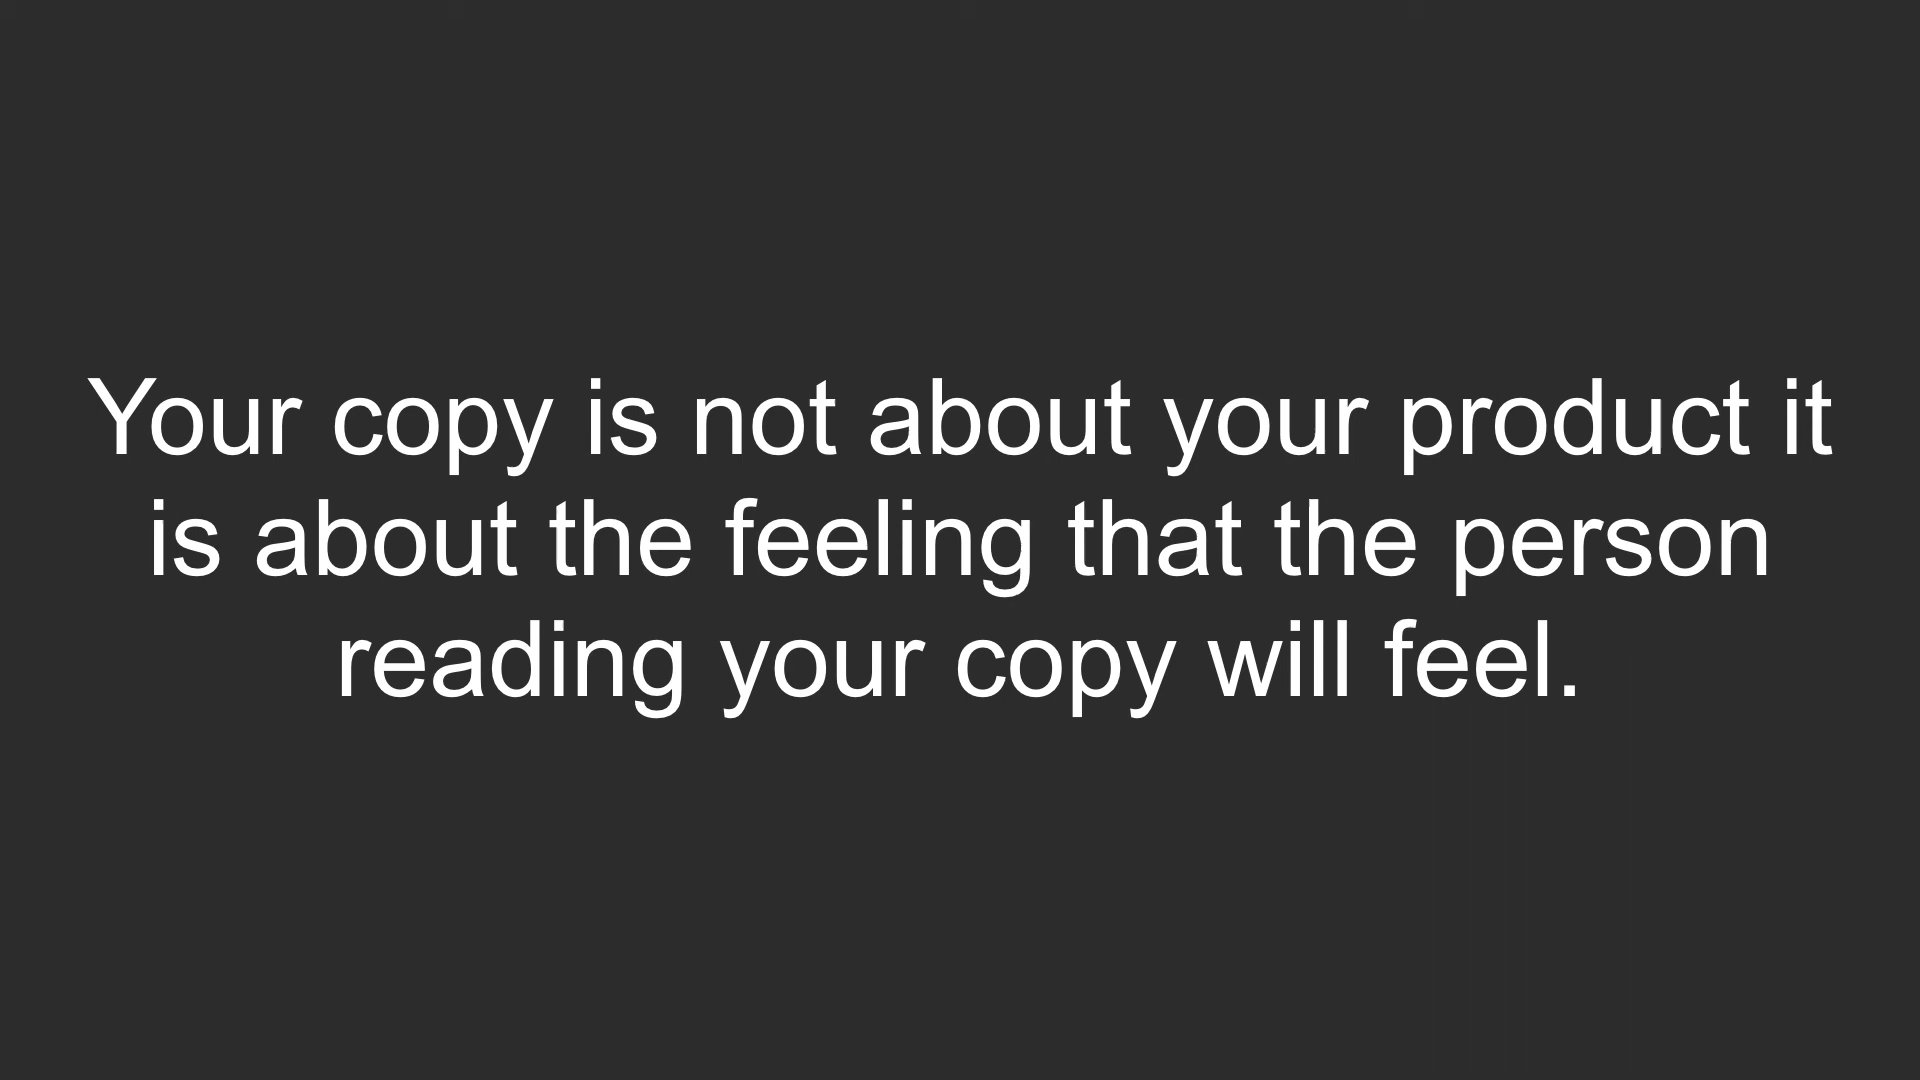 Your copy is not about your product it
is about the feeling that the person
reading your copy will feel.